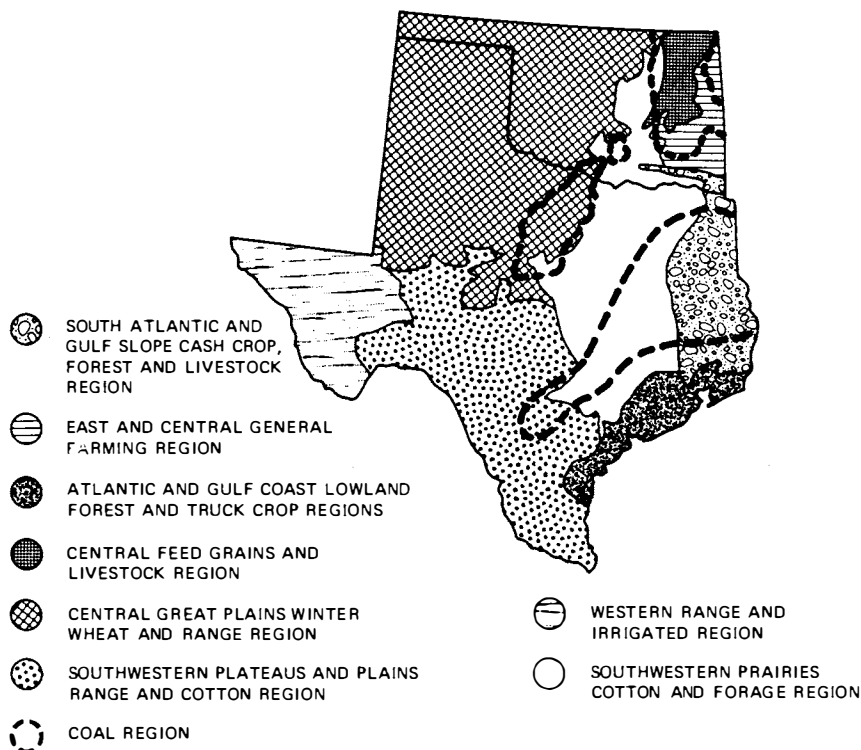 SOUTH ATLANTIC AND
GULF SLOPE CASH CROP,
FOREST AND LIVESTOCK
REGION
EAST AND CENTRAL GENERAL
FARMING REGION
ATLANTIC AND GULF COAST LOWLAND
FOREST AND TRUCK CROP REGIONS
CENTRAL FEED GRAINS AND
LIVESTOCK REGION
CENTRAL GREAT PLAINS WINTER
WHEAT AND RANGE REGION
SOUTHWESTERN PLATEAUS AND PLAINS
RANGE AND COTTON REGION
COAL REGION
WESTERN RANGE AND
IRRIGATED REGION
SOUTHWESTERN PRAIRIES
COTTON AND FORAGE REGION